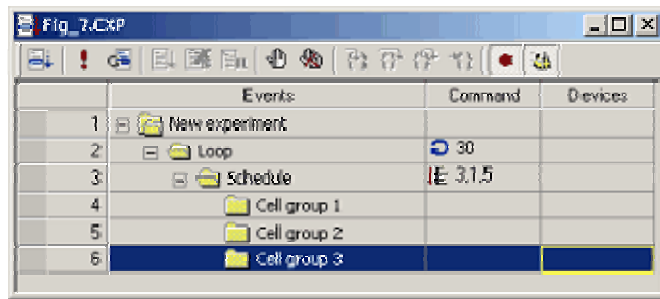 Fig_7.CXP
Events Command Devices
1 New experiment
2 Loop 30
3 Schedule 3,1,5
4 Cell group 1
5 Cell group 2
6 Cell group 3